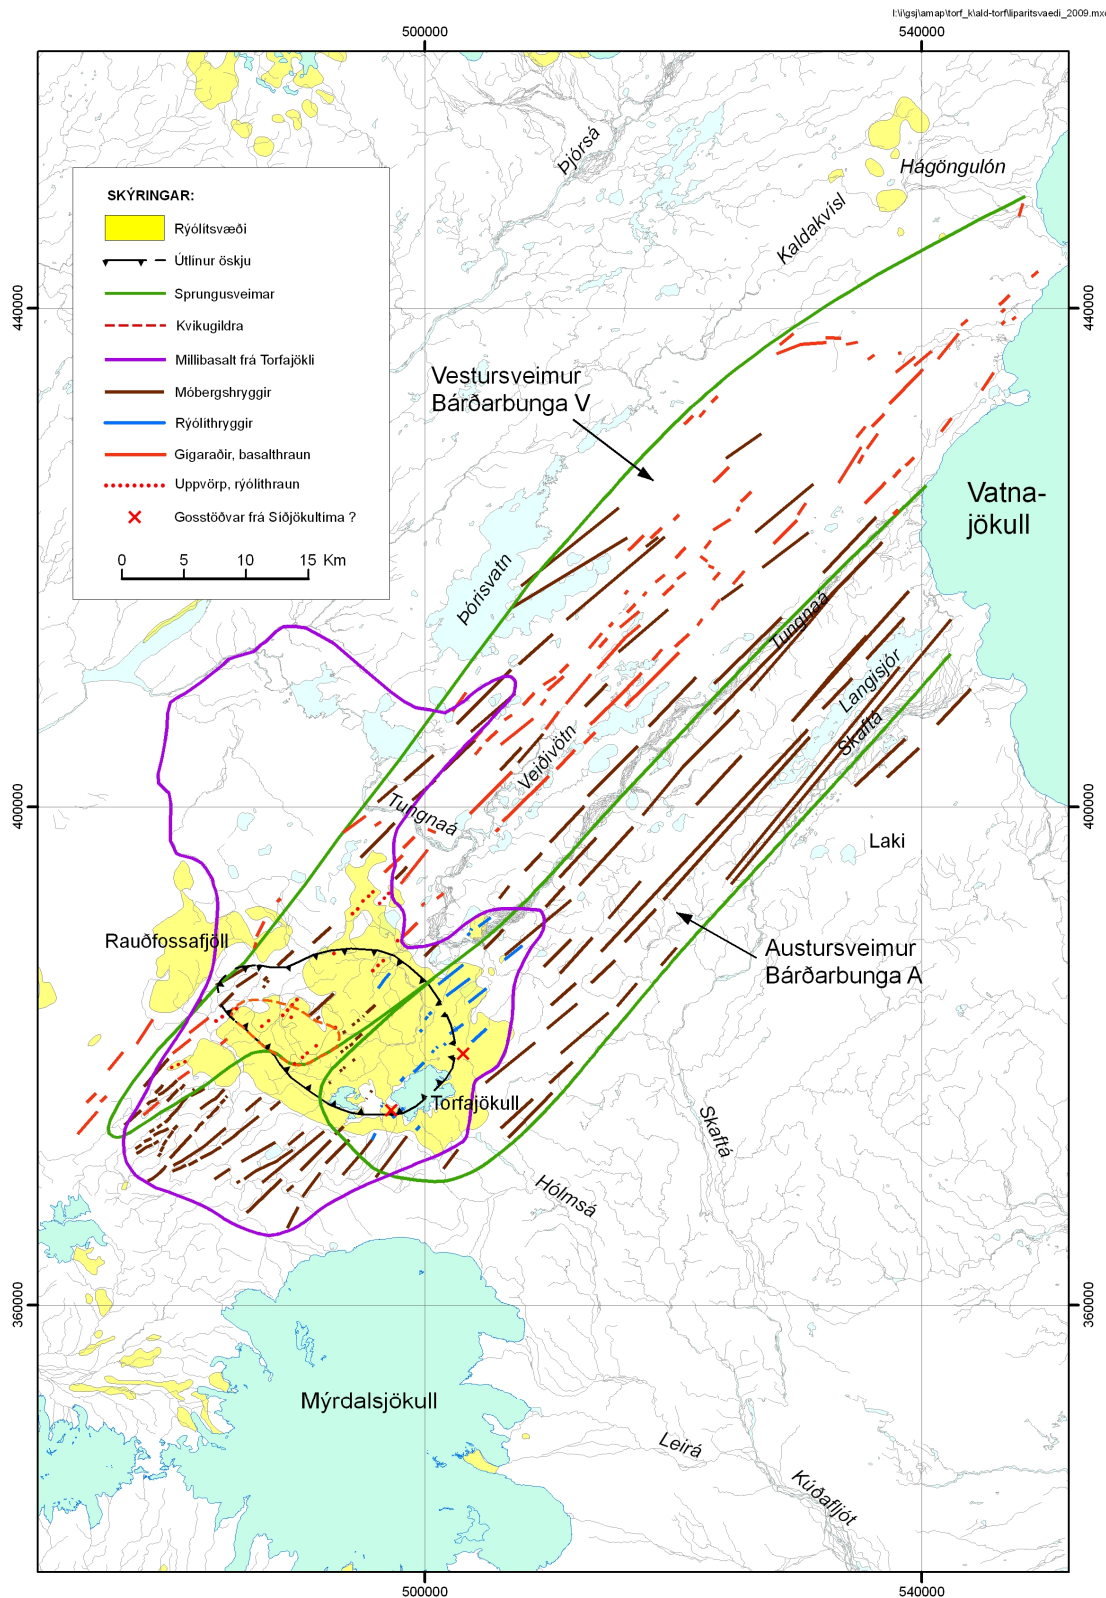 l:\i\gsj\amap\torf_k\ald-torf\liparitsvaedi_2009.mx
500000
540000
Þjórsá
Hágöngulón
Kaldakvísl
SKÝRINGAR:
Rýólitsvæði
Útlínur öskju
Sprungusveimar
Kvikugildra
Millibasalt frá Torfajökli
Móbergshryggir
Rýólíthryggir
Gígaraðir, basalthraun
Uppvörp, rýólíthraun
Gosstöðvar frá Síðjökultíma ?
0 5 10 15 Km
440000
440000
Vestursveimur
Bárðarbunga V
Vatna-
jökull
Þórisvatn
Tungnaá
Langisjór
Skaftá
Veiðivötn
Tungnaá
400000
400000
Laki
Rauðfossafjöll
Austursveimur
Bárðarbunga A
Torfajökull
Skaftá
Hólmsá
360000
360000
Mýrdalsjökull
Leirá
Kúðafljót
500000
540000